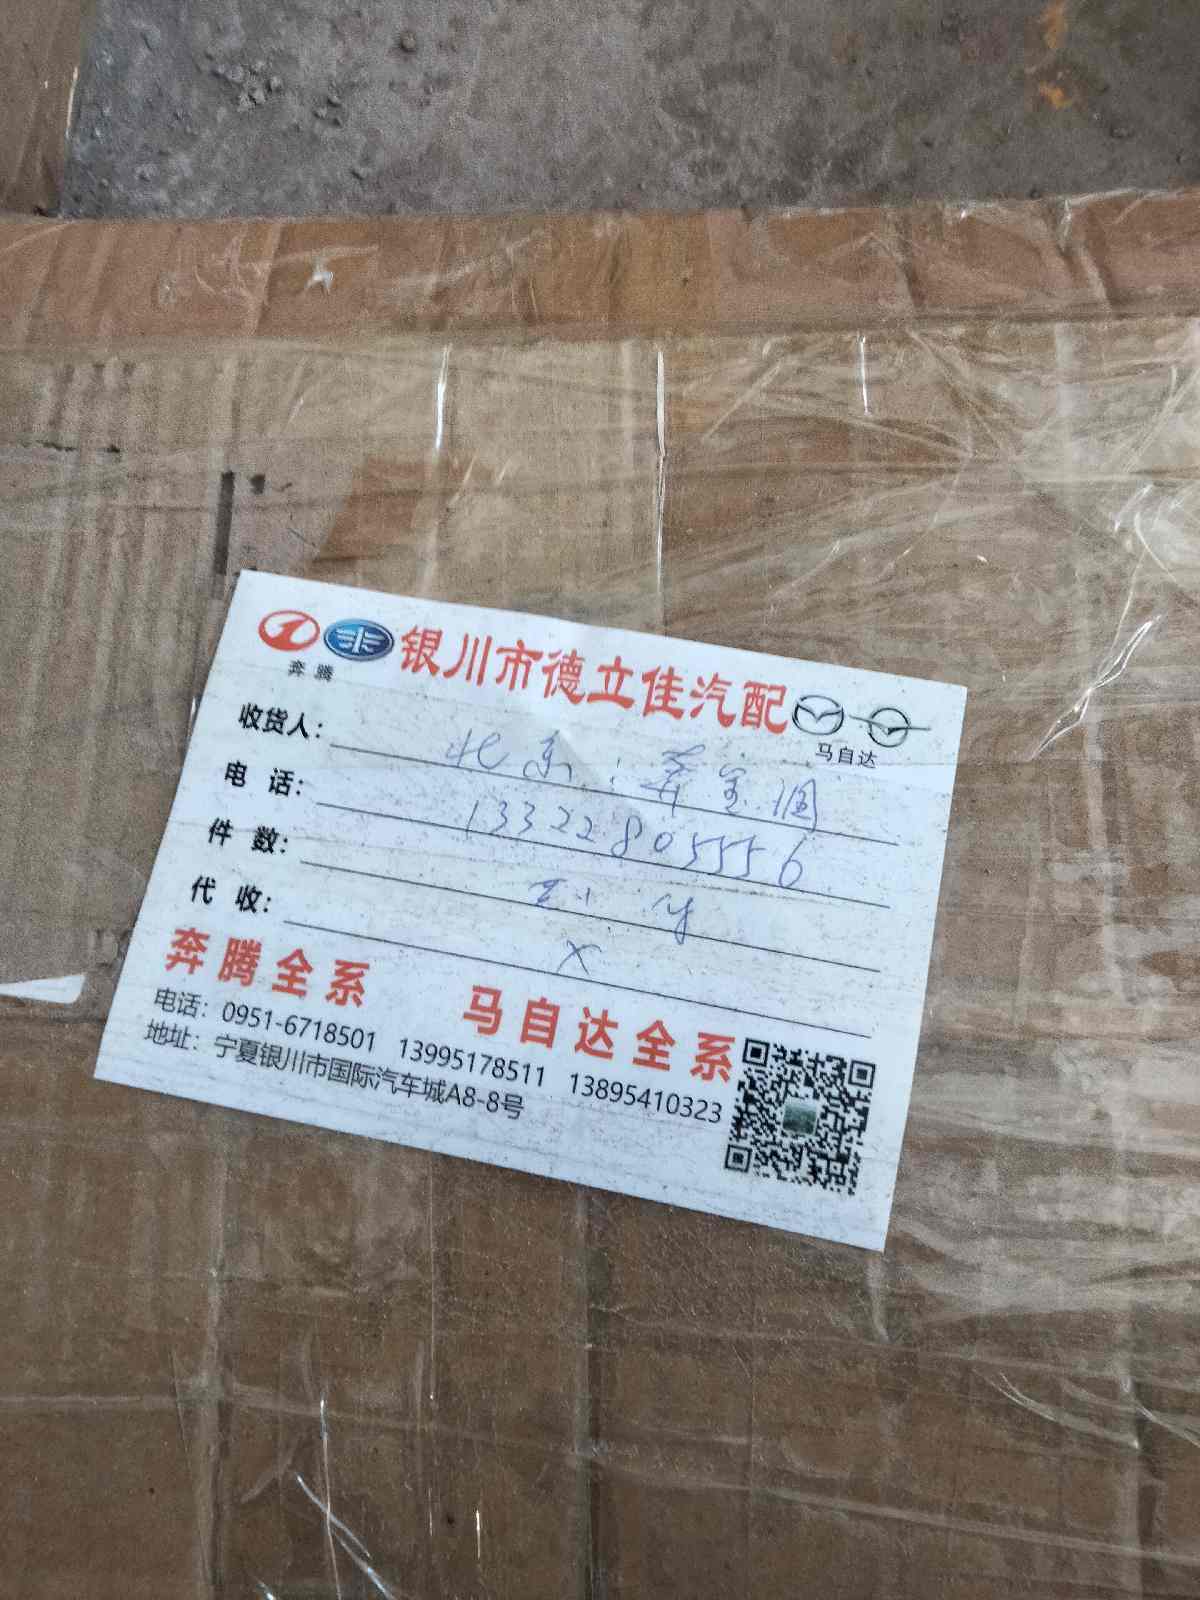 银川市德立佳汽配
奔腾
马自达
收货人： 北京：
电 话： 13322805556
件 数： 件
代 收： ×
奔腾全系 马自达全系
电话：0951-6718501 13995178511 13895410323
地址：宁夏银川市国际汽车城A8-8号